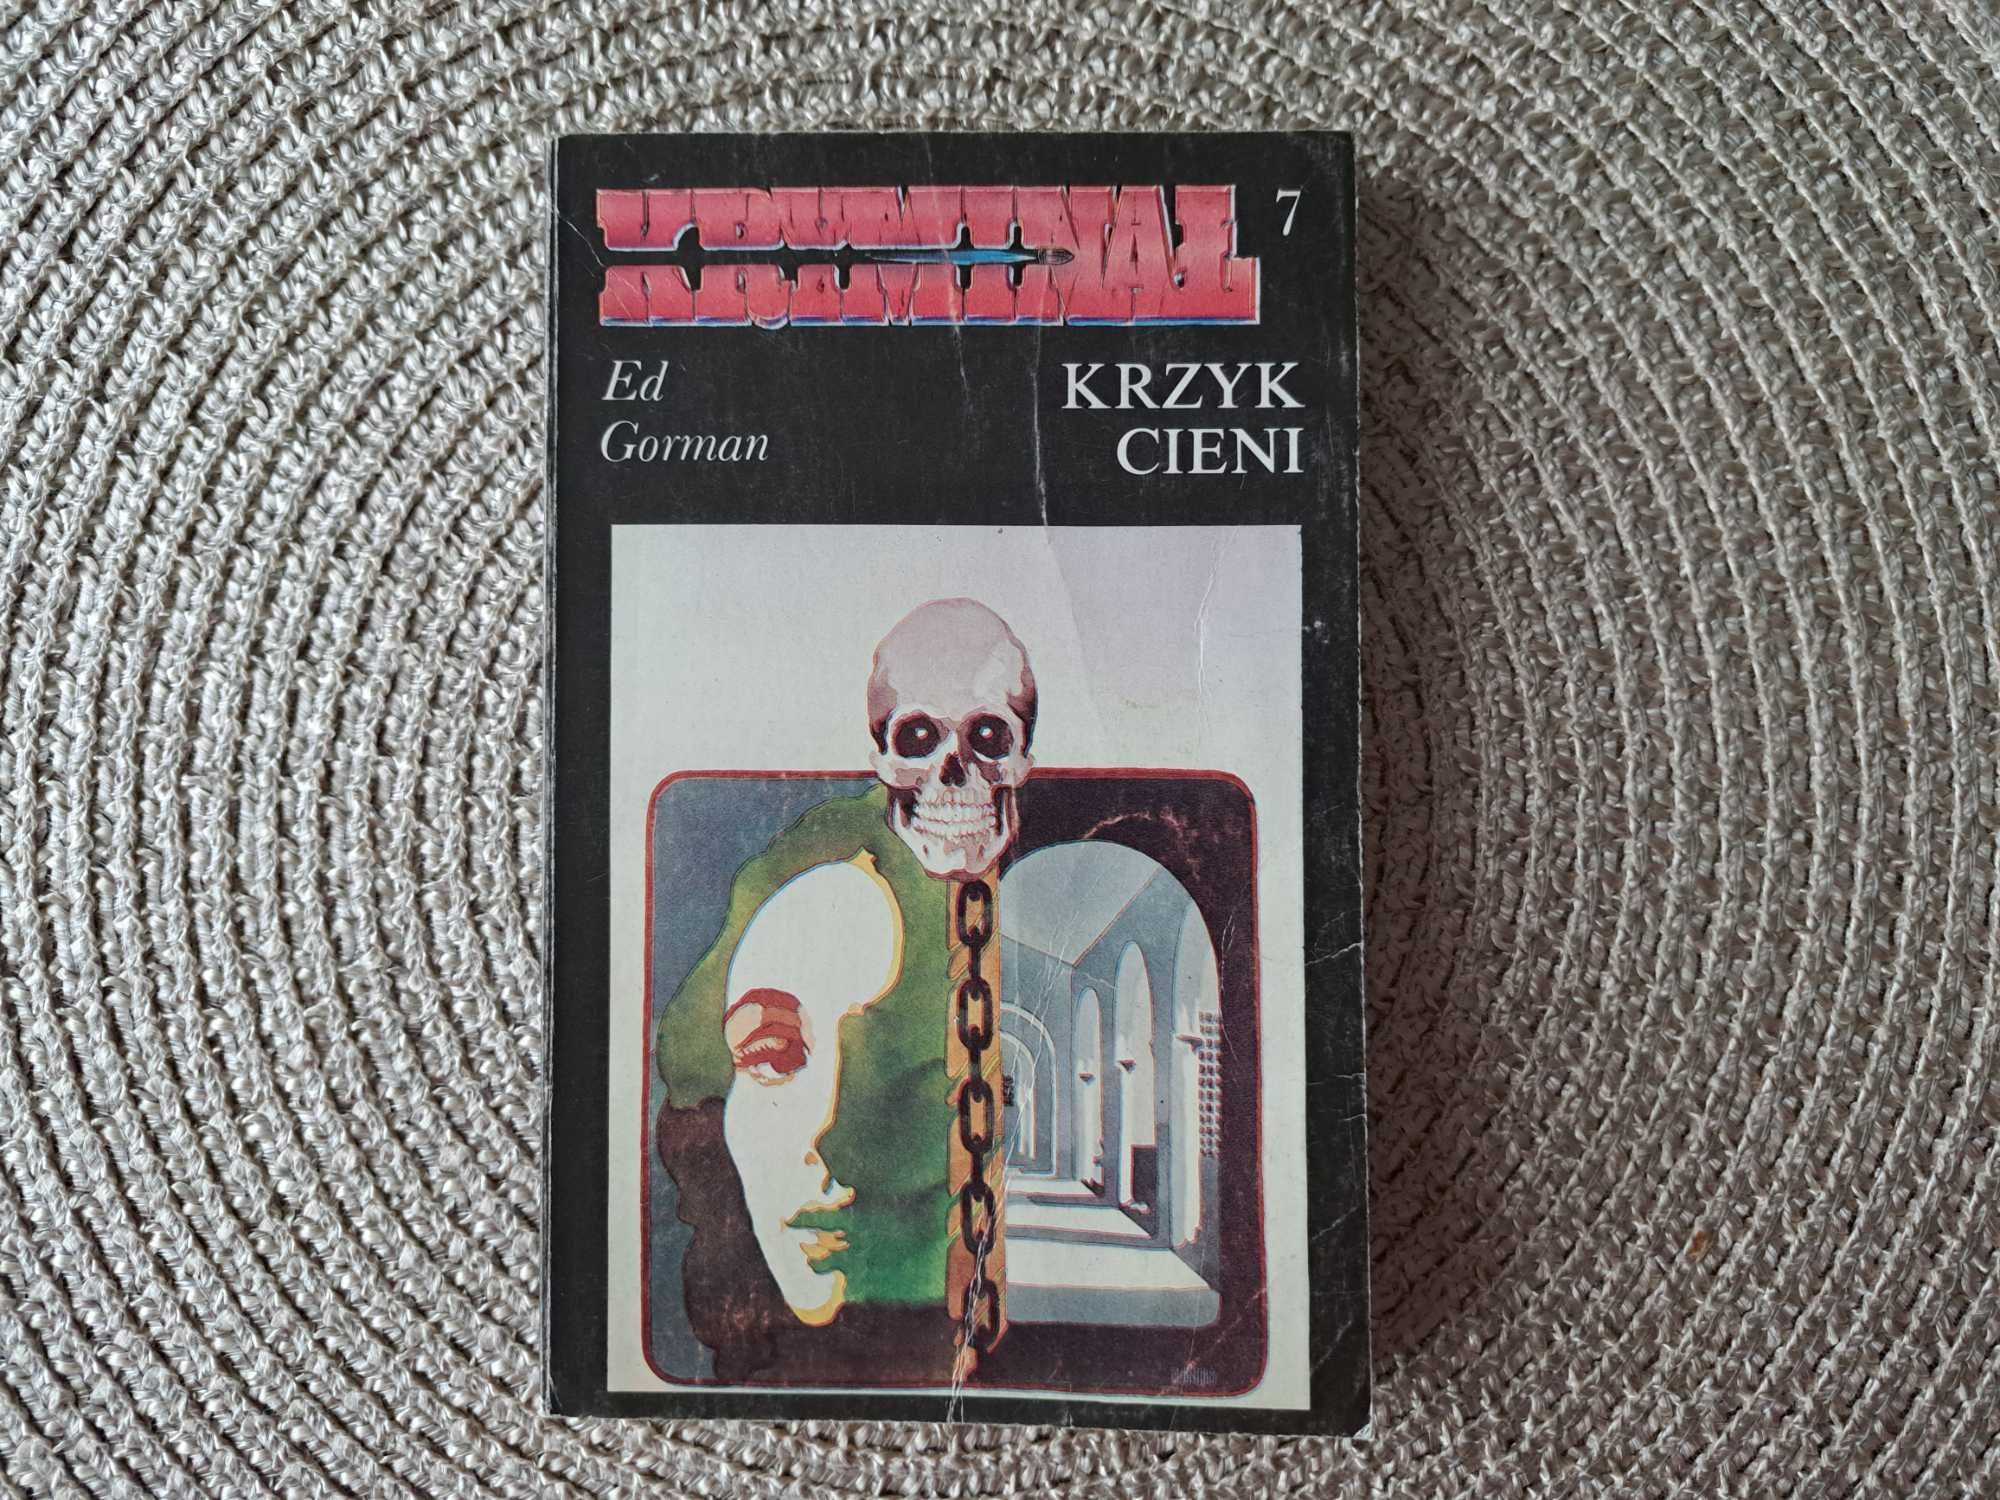 KRYMINAŁ
7
Ed
Gorman
KRZYK
CIENI